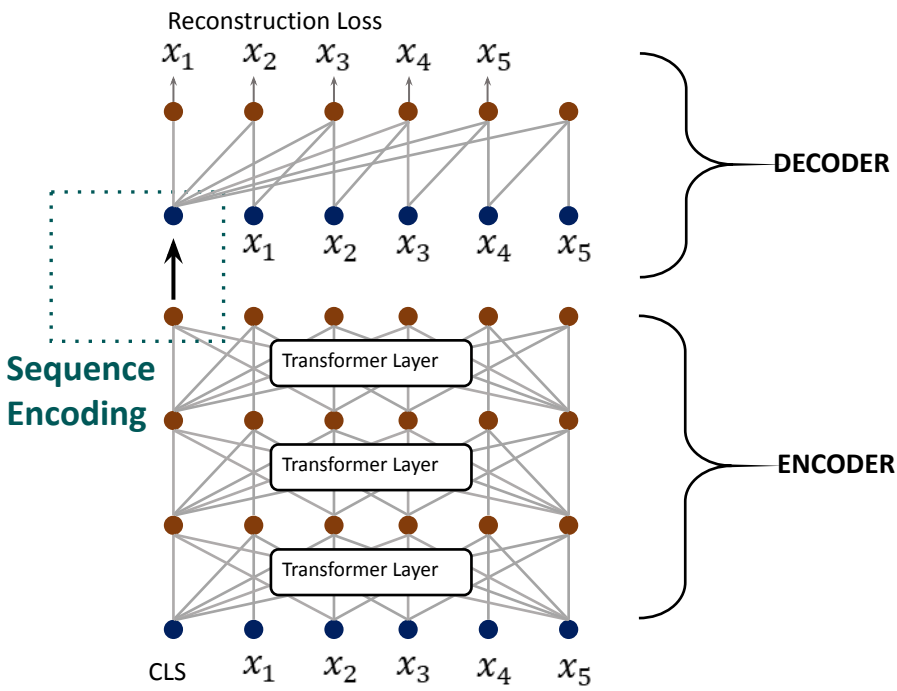 Reconstruction Loss
x₁ x₂ x₃ x₄ x₅
DECODER
x₁ x₂ x₃ x₄ x₅
Sequence
Encoding
Transformer Layer
Transformer Layer
ENCODER
Transformer Layer
CLS x₁ x₂ x₃ x₄ x₅